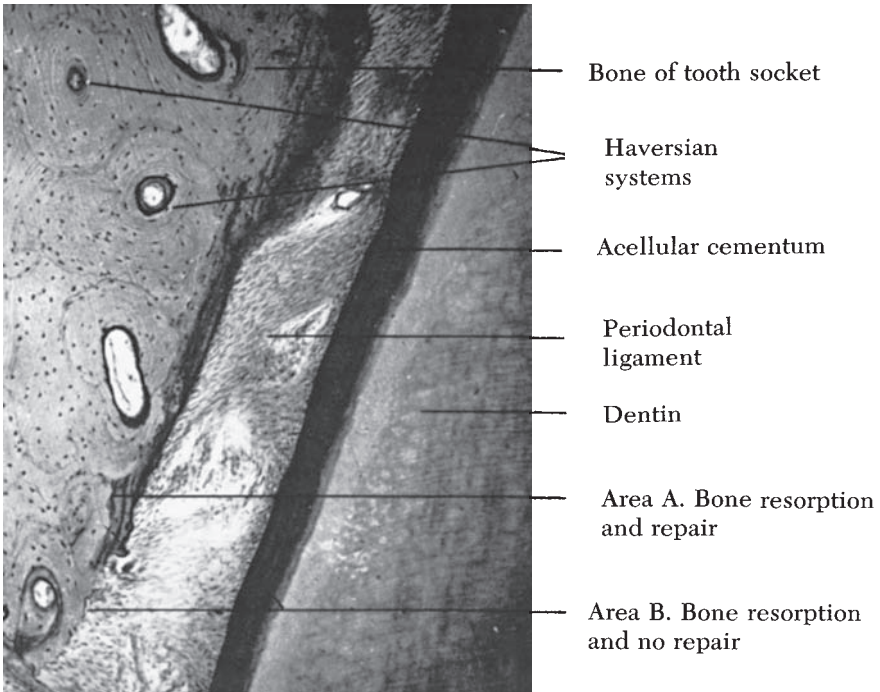 Bone of tooth socket
Haversian
systems
Acellular cementum
Periodontal
ligament
Dentin
Area A. Bone resorption
and repair
Area B. Bone resorption
and no repair